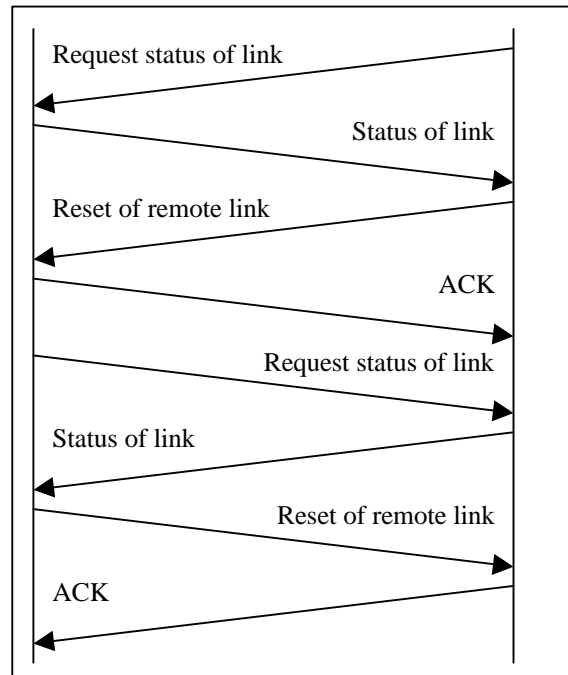 Request status of link
Status of link
Reset of remote link
ACK
Request status of link
Status of link
Reset of remote link
ACK